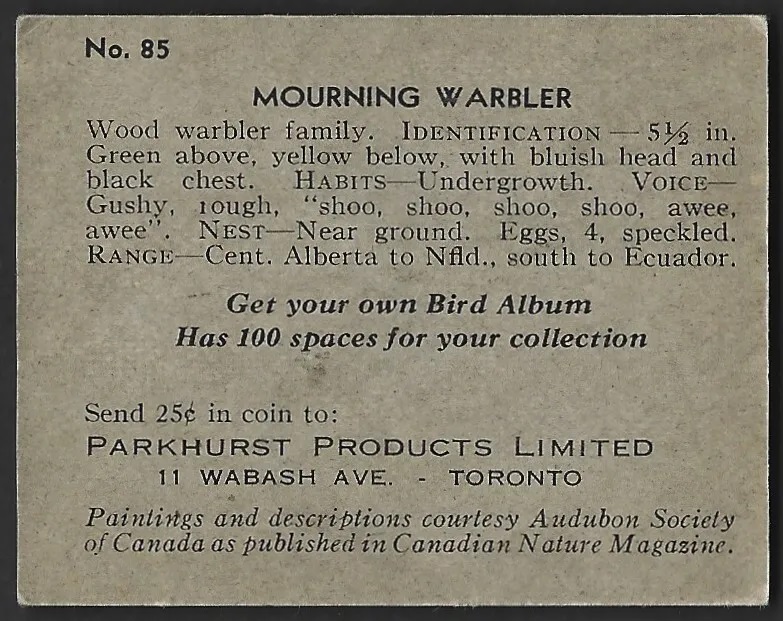 No. 85
MOURNING WARBLER
Wood warbler family. IDENTIFICATION — 5½ in.
Green above, yellow below, with bluish head and
black chest. HABITS—Undergrowth. VOICE—
Gushy, rough, "shoo, shoo, shoo, shoo, awee,
awee". NEST—Near ground. Eggs, 4, speckled.
RANGE—Cent. Alberta to Nfld., south to Ecuador.
Get your own Bird Album
Has 100 spaces for your collection
Send 25¢ in coin to:
PARKHURST PRODUCTS LIMITED
11 WABASH AVE. - TORONTO
Paintings and descriptions courtesy Audubon Society
of Canada as published in Canadian Nature Magazine.